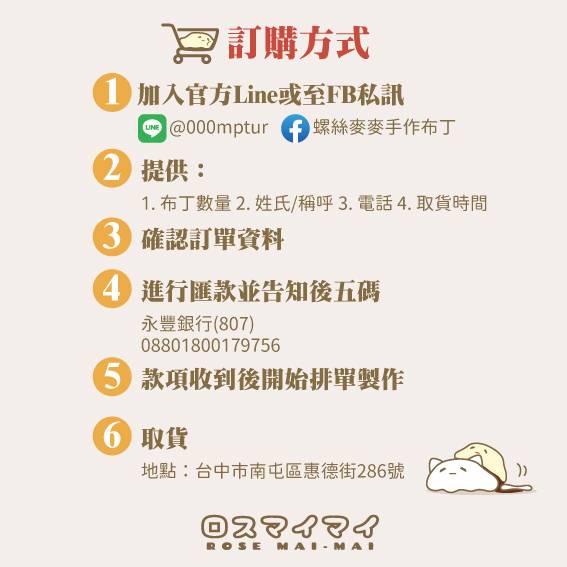 訂購方式
1 加入官方Line或至FB私訊
LINE @000mptur 螺絲麥麥手作布丁
2 提供：
1. 布丁數量 2. 姓氏/稱呼 3. 電話 4. 取貨時間
3 確認訂單資料
4 進行匯款並告知後五碼
永豐銀行(807)
08801800179756
5 款項收到後開始排單製作
6 取貨
地點：台中市南屯區惠德街286號
ロスマイマイ
ROSE MAI-MAI